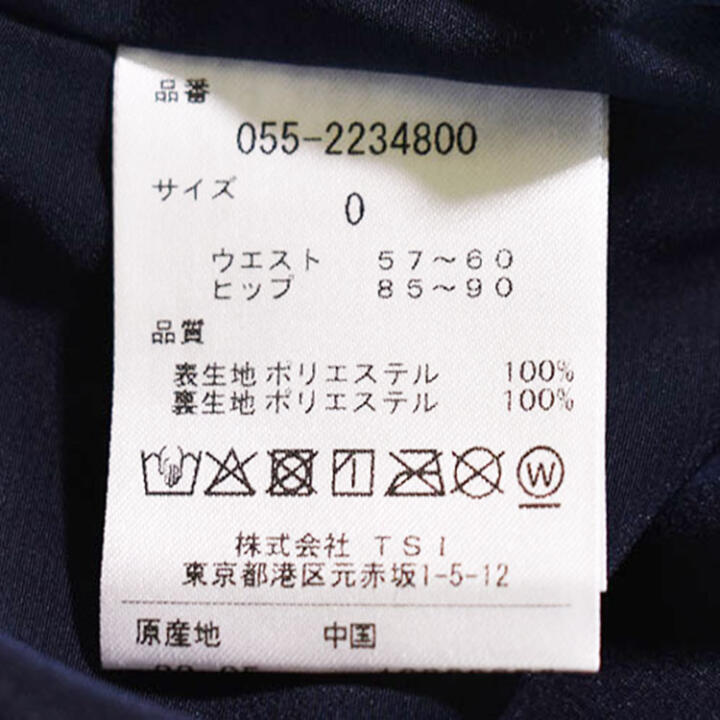 品番
055-2234800
サイズ
0
ウエスト 57～60
ヒップ 85～90
品質
表生地 ポリエステル 100%
裏生地 ポリエステル 100%
W
株式会社 TSI
東京都港区元赤坂1-5-12
原産地 中国